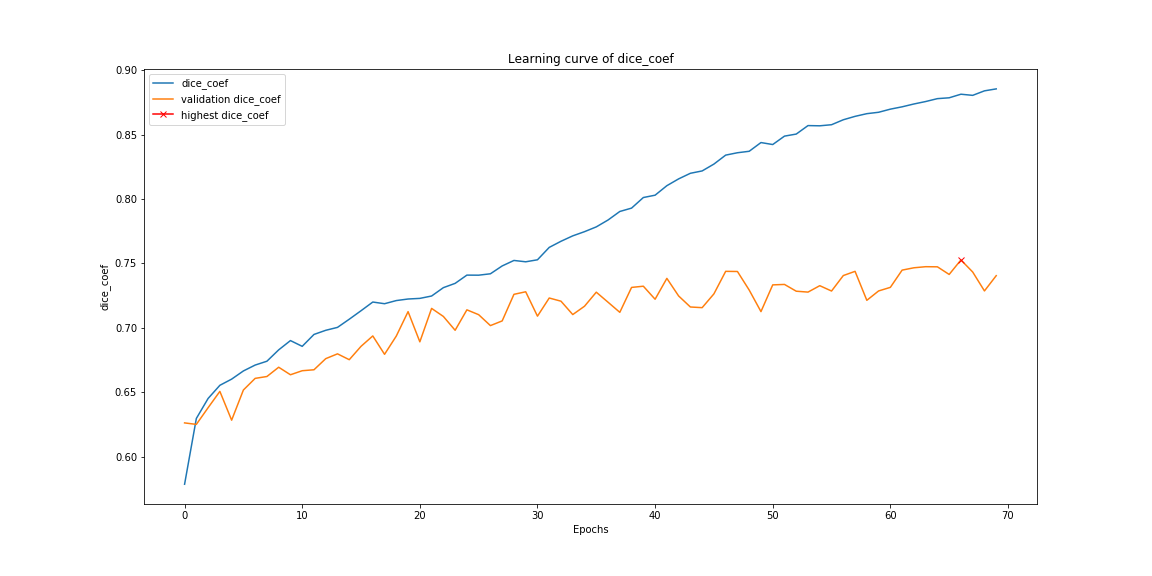 Learning curve of dice_coef
dice_coef
validation dice_coef
highest dice_coef
0.90
0.85
0.80
0.75
0.70
0.65
0.60
dice_coef
0 10 20 30 40 50 60 70
Epochs